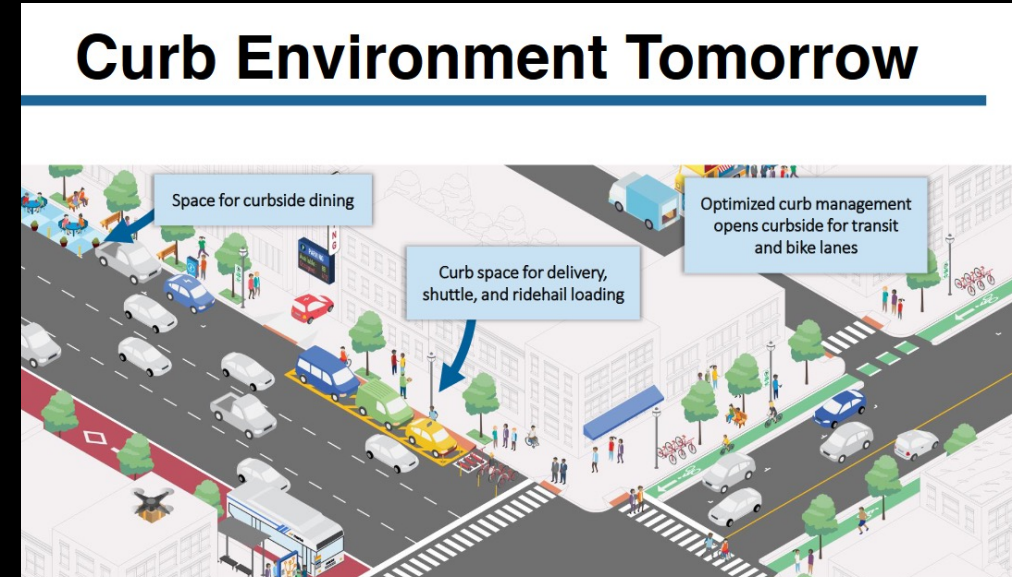 Curb Environment Tomorrow
Space for curbside dining
Optimized curb management
opens curbside for transit
and bike lanes
Curb space for delivery,
shuttle, and ridehail loading